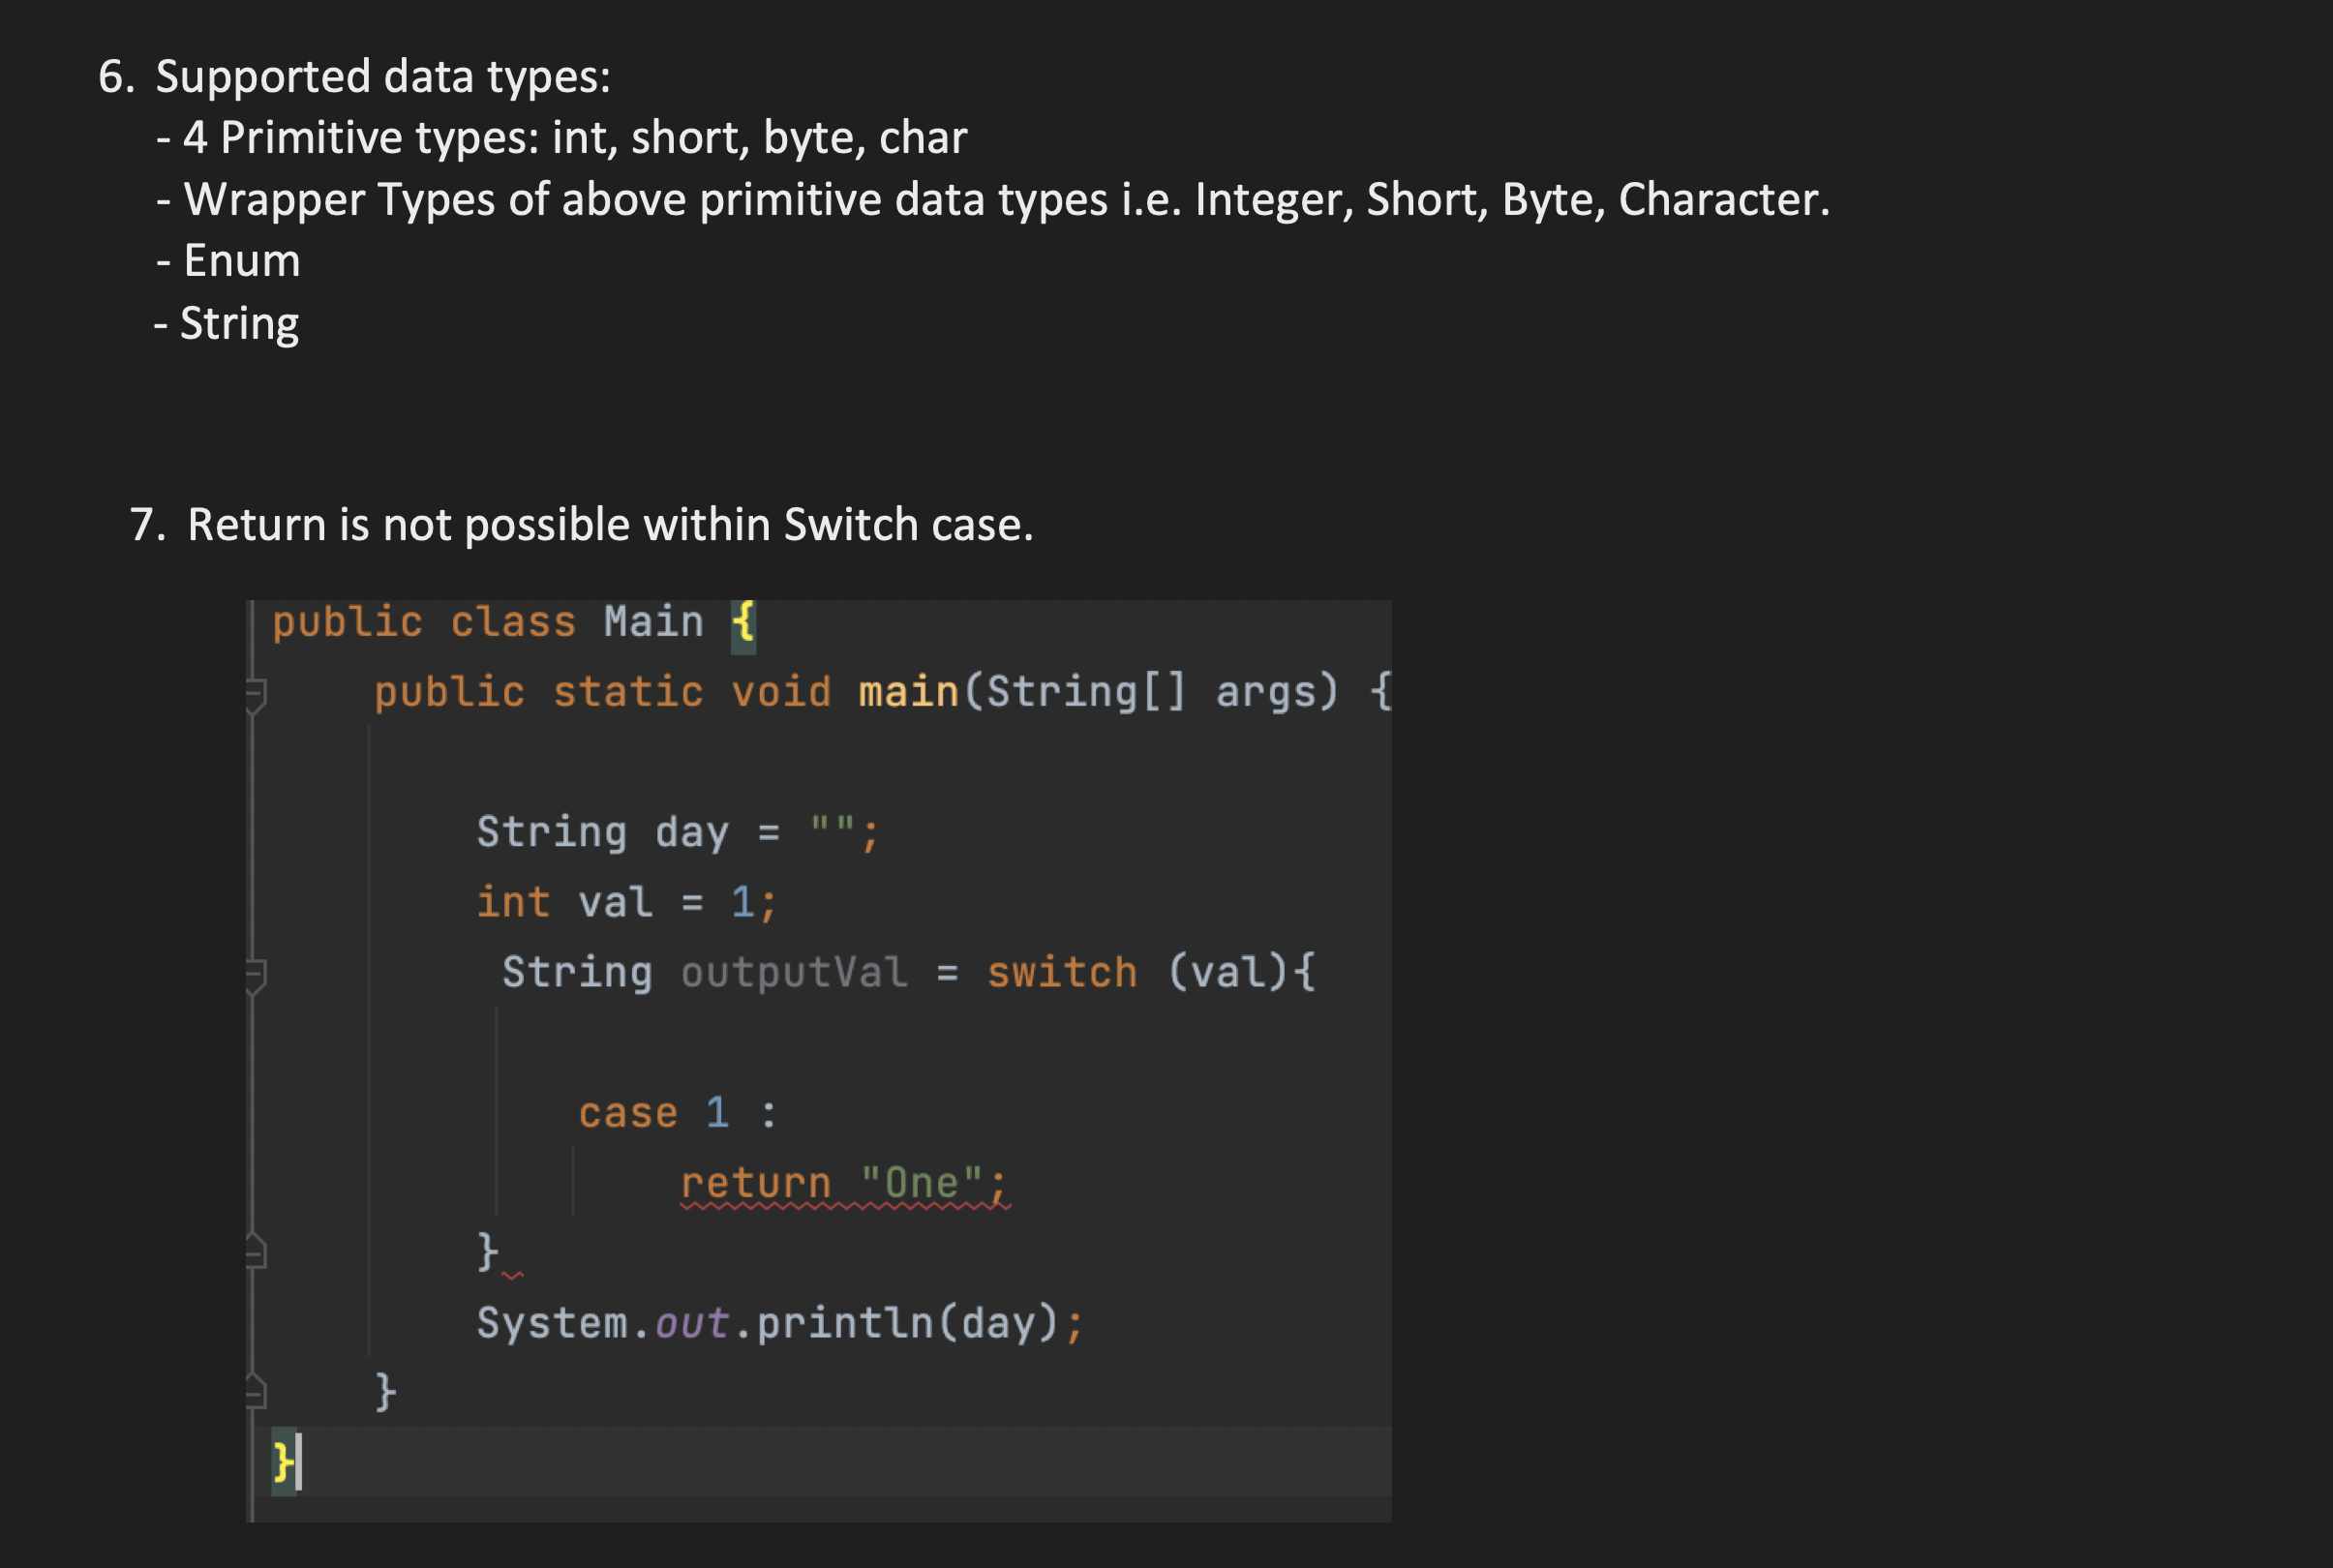 6. Supported data types:
- 4 Primitive types: int, short, byte, char
- Wrapper Types of above primitive data types i.e. Integer, Short, Byte, Character.
- Enum
- String
7. Return is not possible within Switch case.
public class Main {
public static void main(String[] args) {
String day = "";
int val = 1;
String outputVal = switch (val){
case 1 :
return "One";
}
System.out.println(day);
}
}